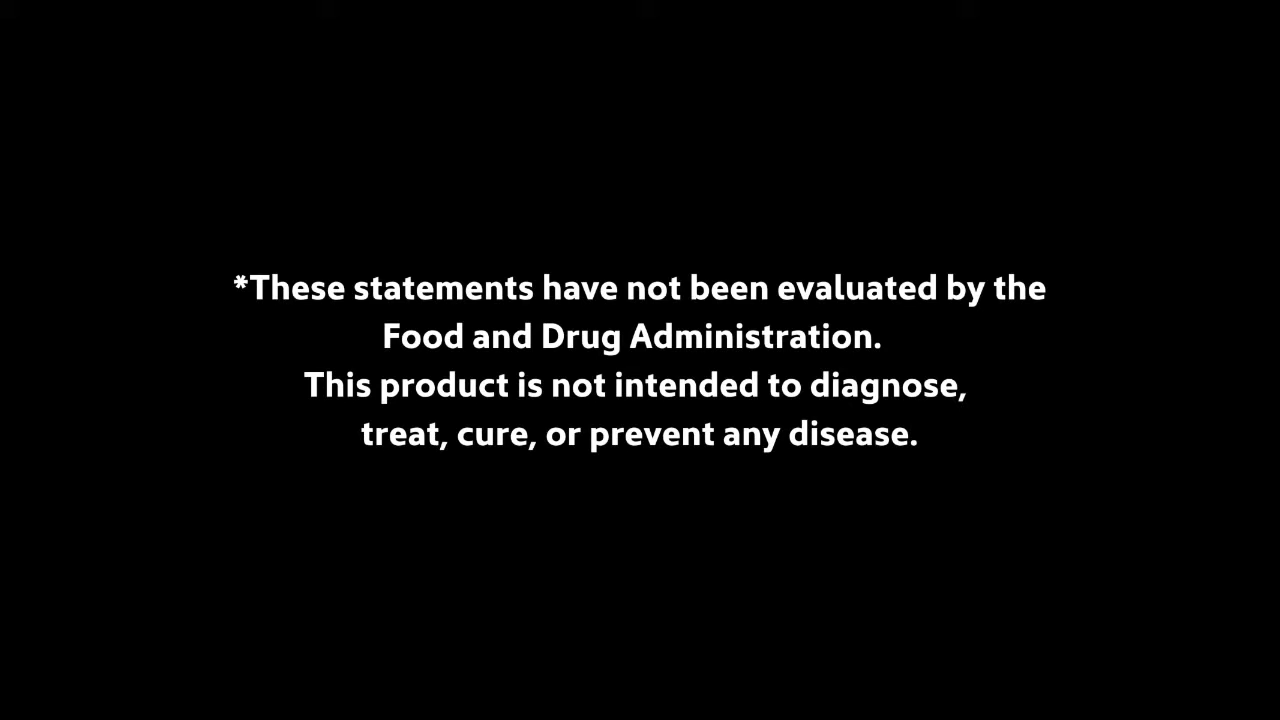 *These statements have not been evaluated by the
Food and Drug Administration.
This product is not intended to diagnose,
treat, cure, or prevent any disease.